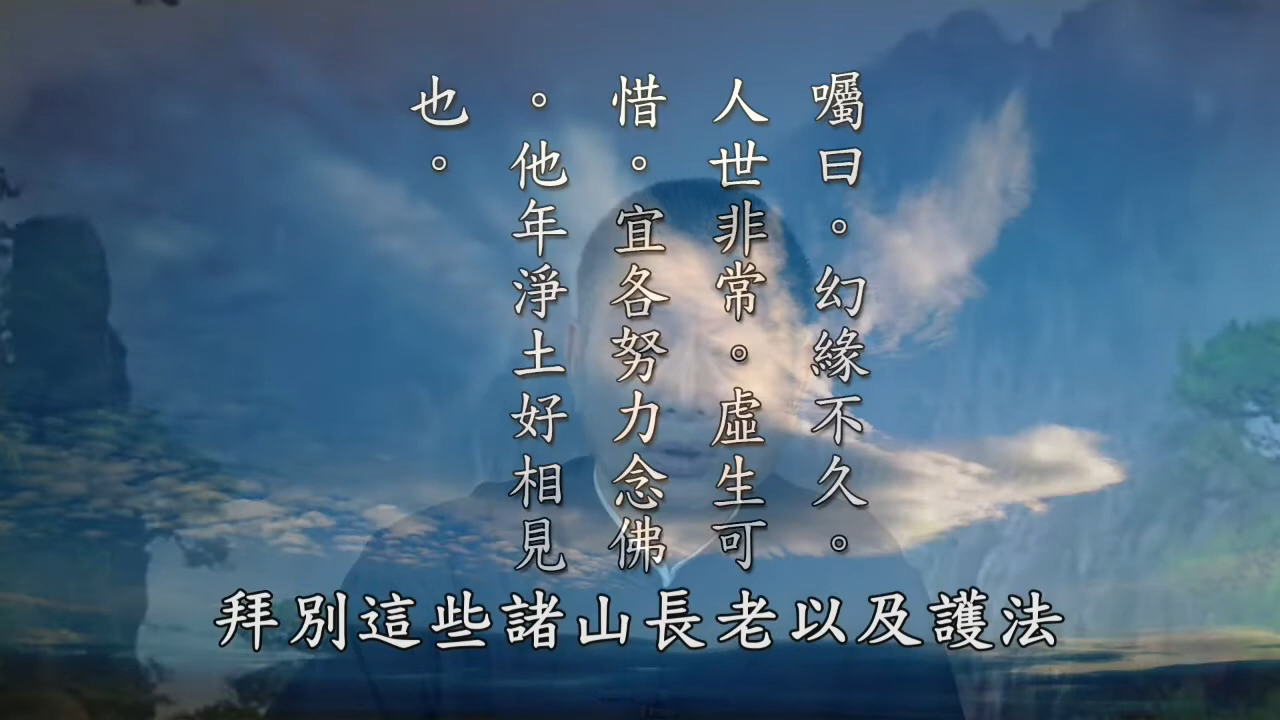 囑曰。幻緣不久。
人世非常。虛生可
惜。宜各努力念佛
。他年淨土好相見
也。
拜別這些諸山長老以及護法